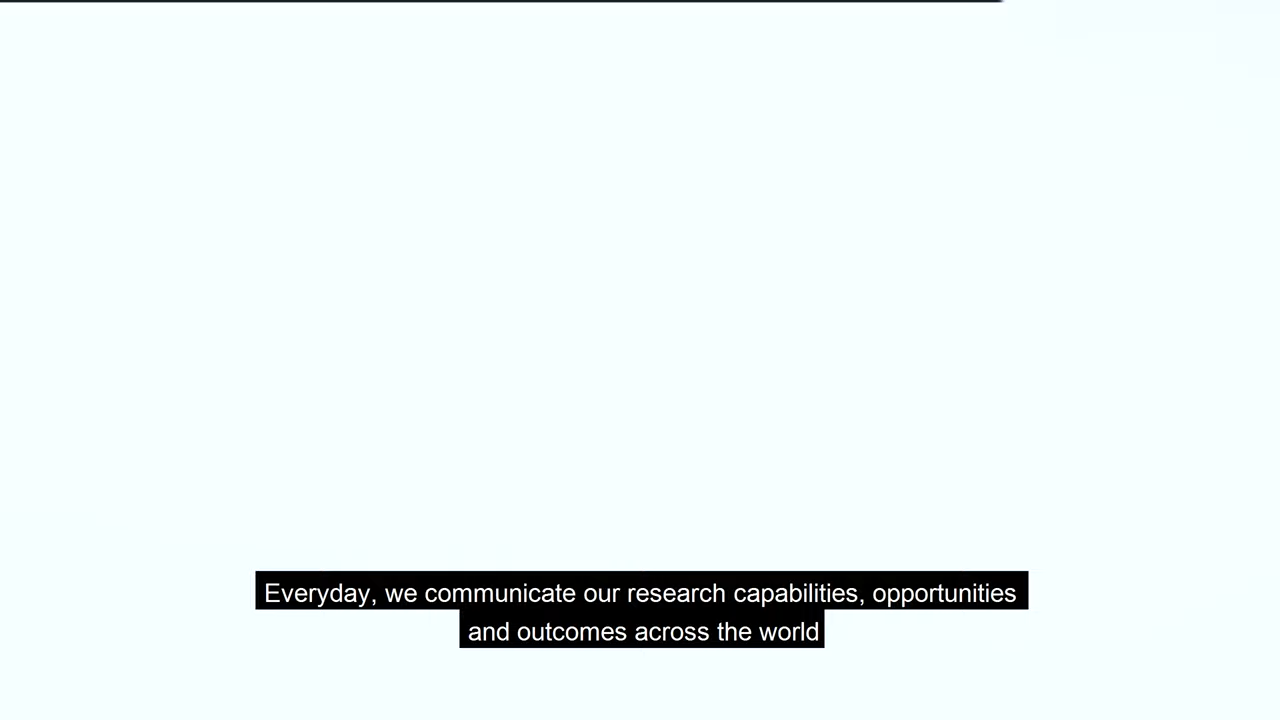 Everyday, we communicate our research capabilities, opportunities
and outcomes across the world